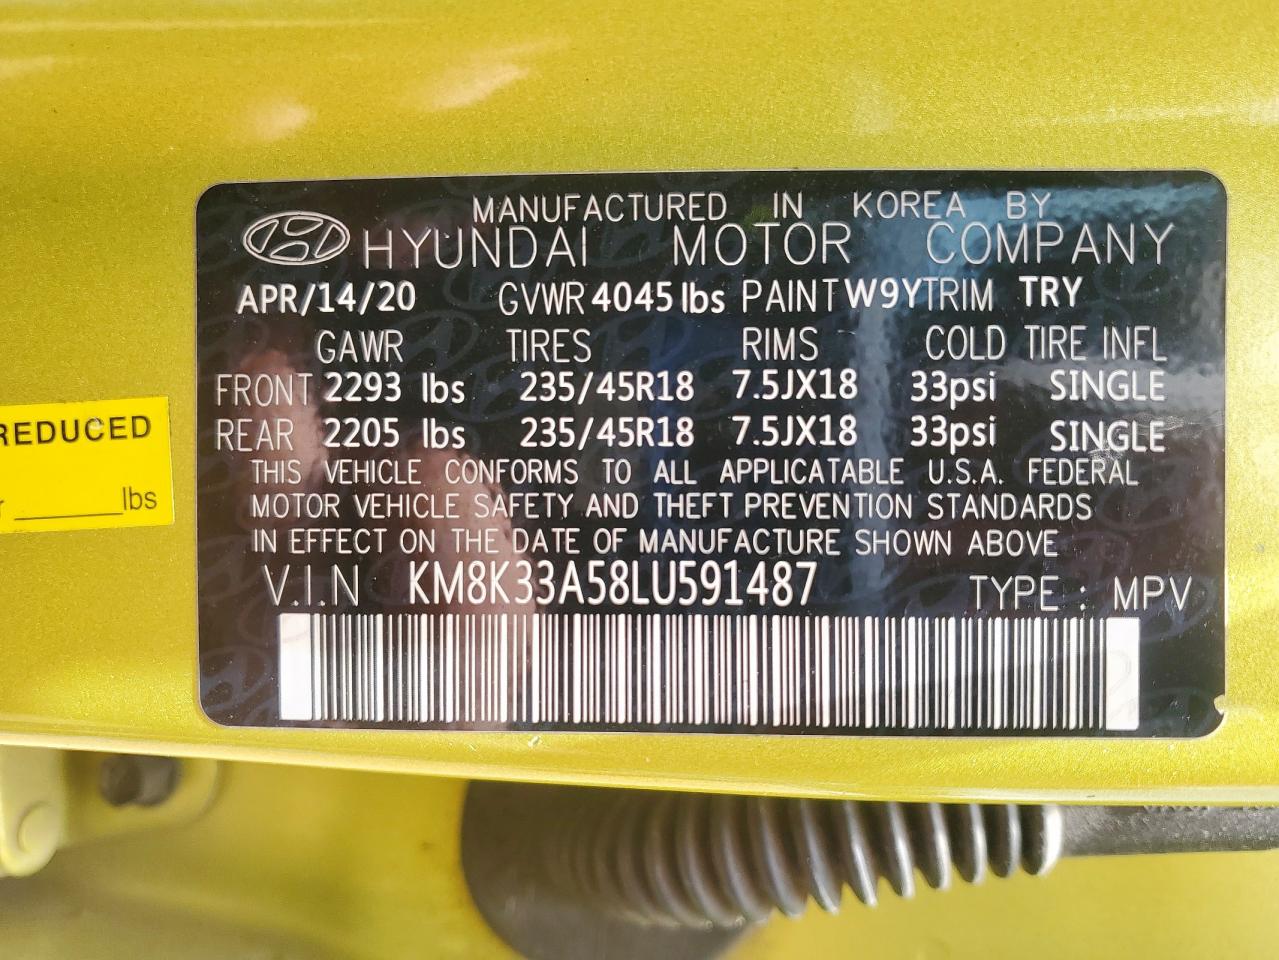 MANUFACTURED IN KOREA BY
HYUNDAI MOTOR COMPANY
APR/14/20 GVWR 4045 lbs PAINT W9Y TRIM TRY
GAWR TIRES RIMS COLD TIRE INFL
FRONT 2293 lbs 235/45R18 7.5JX18 33psi SINGLE
REAR 2205 lbs 235/45R18 7.5JX18 33psi SINGLE
THIS VEHICLE CONFORMS TO ALL APPLICATABLE U.S.A. FEDERAL
MOTOR VEHICLE SAFETY AND THEFT PREVENTION STANDARDS
IN EFFECT ON THE DATE OF MANUFACTURE SHOWN ABOVE
V.I.N KM8K33A58LU591487 TYPE : MPV
REDUCED
lbs